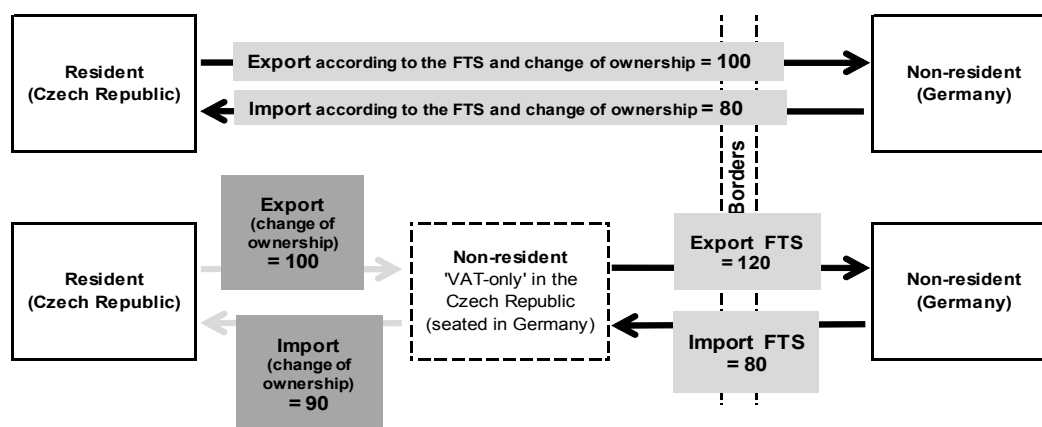 Resident
(Czech Republic)
Export according to the FTS and change of ownership = 100
Import according to the FTS and change of ownership = 80
Non-resident
(Germany)
Borders
Resident
(Czech Republic)
Export
(change of
ownership)
= 100
Import
(change of
ownership)
= 90
Non-resident
'VAT-only' in the
Czech Republic
(seated in Germany)
Export FTS
= 120
Import FTS
= 80
Non-resident
(Germany)